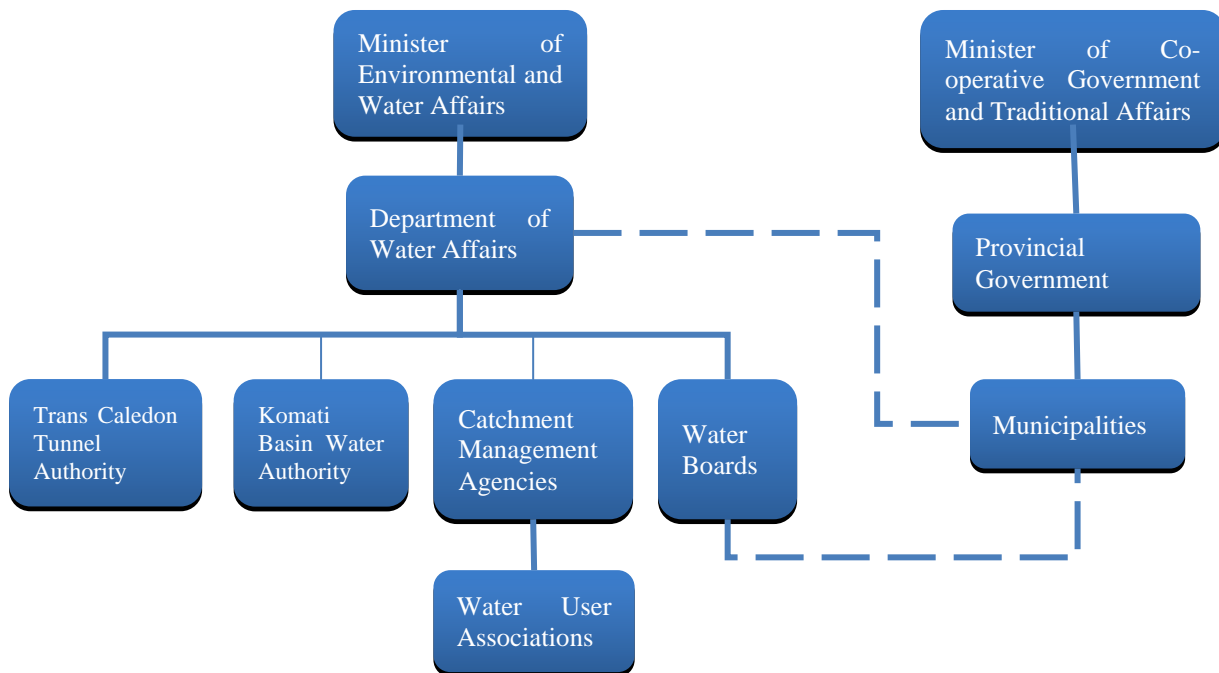 Minister of
Environmental and
Water Affairs
Minister of Co-
operative Government
and Traditional Affairs
Department of
Water Affairs
Provincial
Government
Trans Caledon
Tunnel
Authority
Komati
Basin Water
Authority
Catchment
Management
Agencies
Water
Boards
Municipalities
Water User
Associations